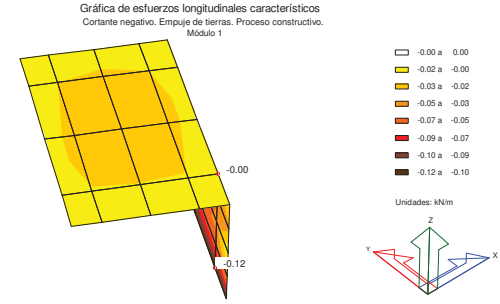 Gráfica de esfuerzos longitudinales característicos
Cortante negativo. Empuje de tierras. Proceso constructivo.
Módulo 1
-0.00 a 0.00
-0.02 a -0.00
-0.03 a -0.02
-0.05 a -0.03
-0.07 a -0.05
-0.09 a -0.07
-0.10 a -0.09
-0.12 a -0.10
-0.00
-0.12
Unidades: kN/m
Z
Y
X